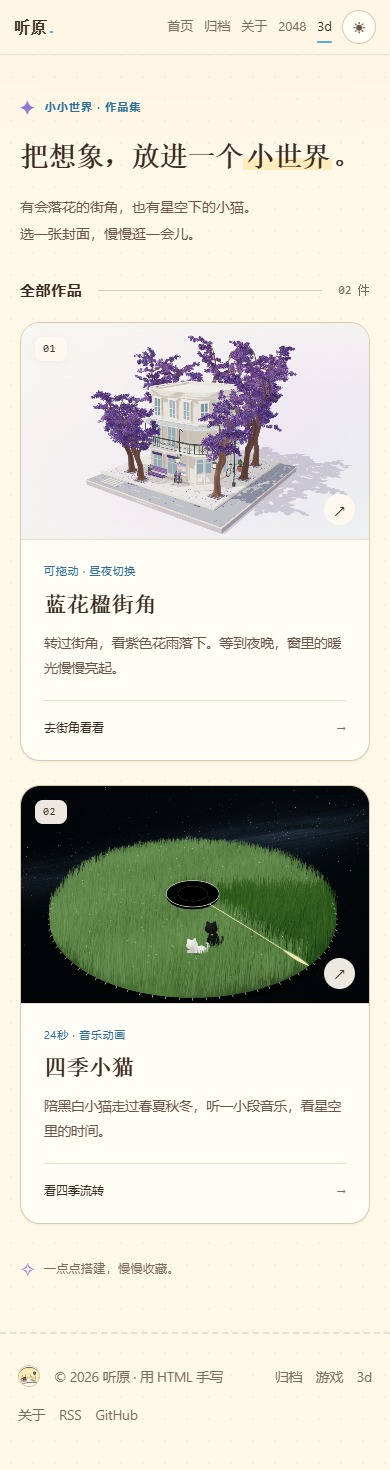 听原.
首页 归档 关于 2048 3d
小小世界 · 作品集
把想象，放进一个小世界。
有会落花的街角，也有星空下的小猫。
选一张封面，慢慢逛一会儿。
全部作品
02 件
01
↗
可拖动 · 昼夜切换
蓝花楹街角
转过街角，看紫色花雨落下。等到夜晚，窗里的暖
光慢慢亮起。
去街角看看 →
02
↗
24秒 · 音乐动画
四季小猫
陪黑白小猫走过春夏秋冬，听一小段音乐，看星空
里的时间。
看四季流转 →
一点点搭建，慢慢收藏。
© 2026 听原 · 用 HTML 手写
归档 游戏 3d
关于 RSS GitHub